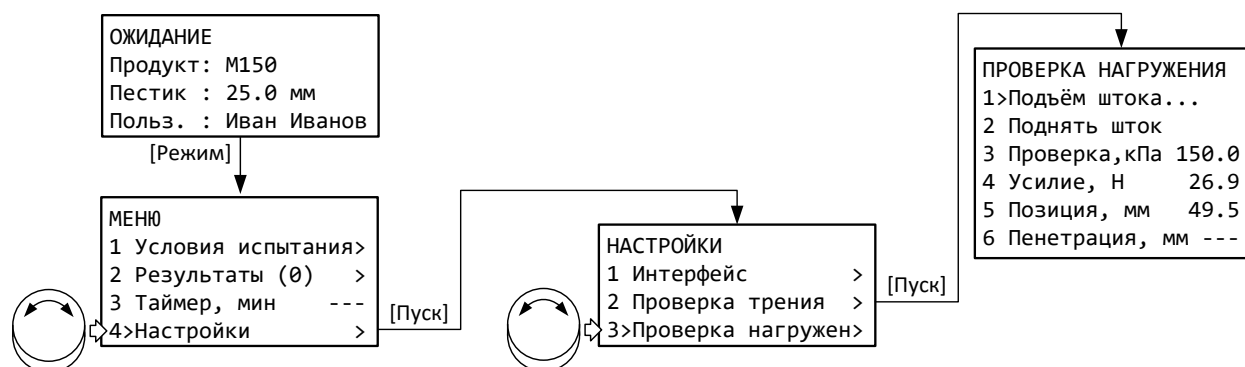 ОЖИДАНИЕ
Продукт: М150
Пестик : 25.0 мм
Польз. : Иван Иванов
[Режим]
МЕНЮ
1 Условия испытания>
2 Результаты (0) >
3 Таймер, мин ---
4>Настройки >
[Пуск]
НАСТРОЙКИ
1 Интерфейс >
2 Проверка трения >
3>Проверка нагружен>
[Пуск]
ПРОВЕРКА НАГРУЖЕНИЯ
1>Подъём штока...
2 Поднять шток
3 Проверка,кПа 150.0
4 Усилие, Н 26.9
5 Позиция, мм 49.5
6 Пенетрация, мм ---